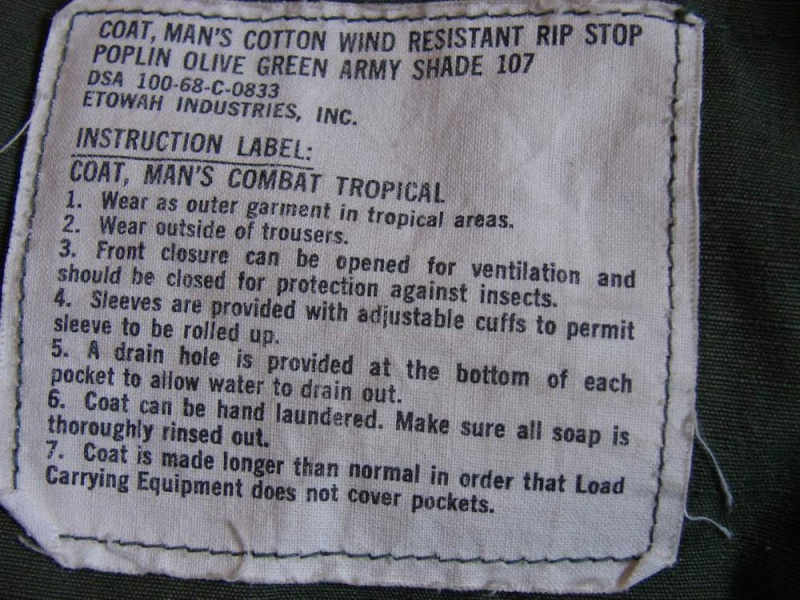 COAT, MAN'S COTTON WIND RESISTANT RIP STOP
POPLIN OLIVE GREEN ARMY SHADE 107
DSA 100-68-C-0833
ETOWAH INDUSTRIES, INC.
INSTRUCTION LABEL:
COAT, MAN'S COMBAT TROPICAL
1. Wear as outer garment in tropical areas.
2. Wear outside of trousers.
3. Front closure can be opened for ventilation and
should be closed for protection against insects.
4. Sleeves are provided with adjustable cuffs to permit
sleeve to be rolled up.
5. A drain hole is provided at the bottom of each
pocket to allow water to drain out.
6. Coat can be hand laundered. Make sure all soap is
thoroughly rinsed out.
7. Coat is made longer than normal in order that Load
Carrying Equipment does not cover pockets.